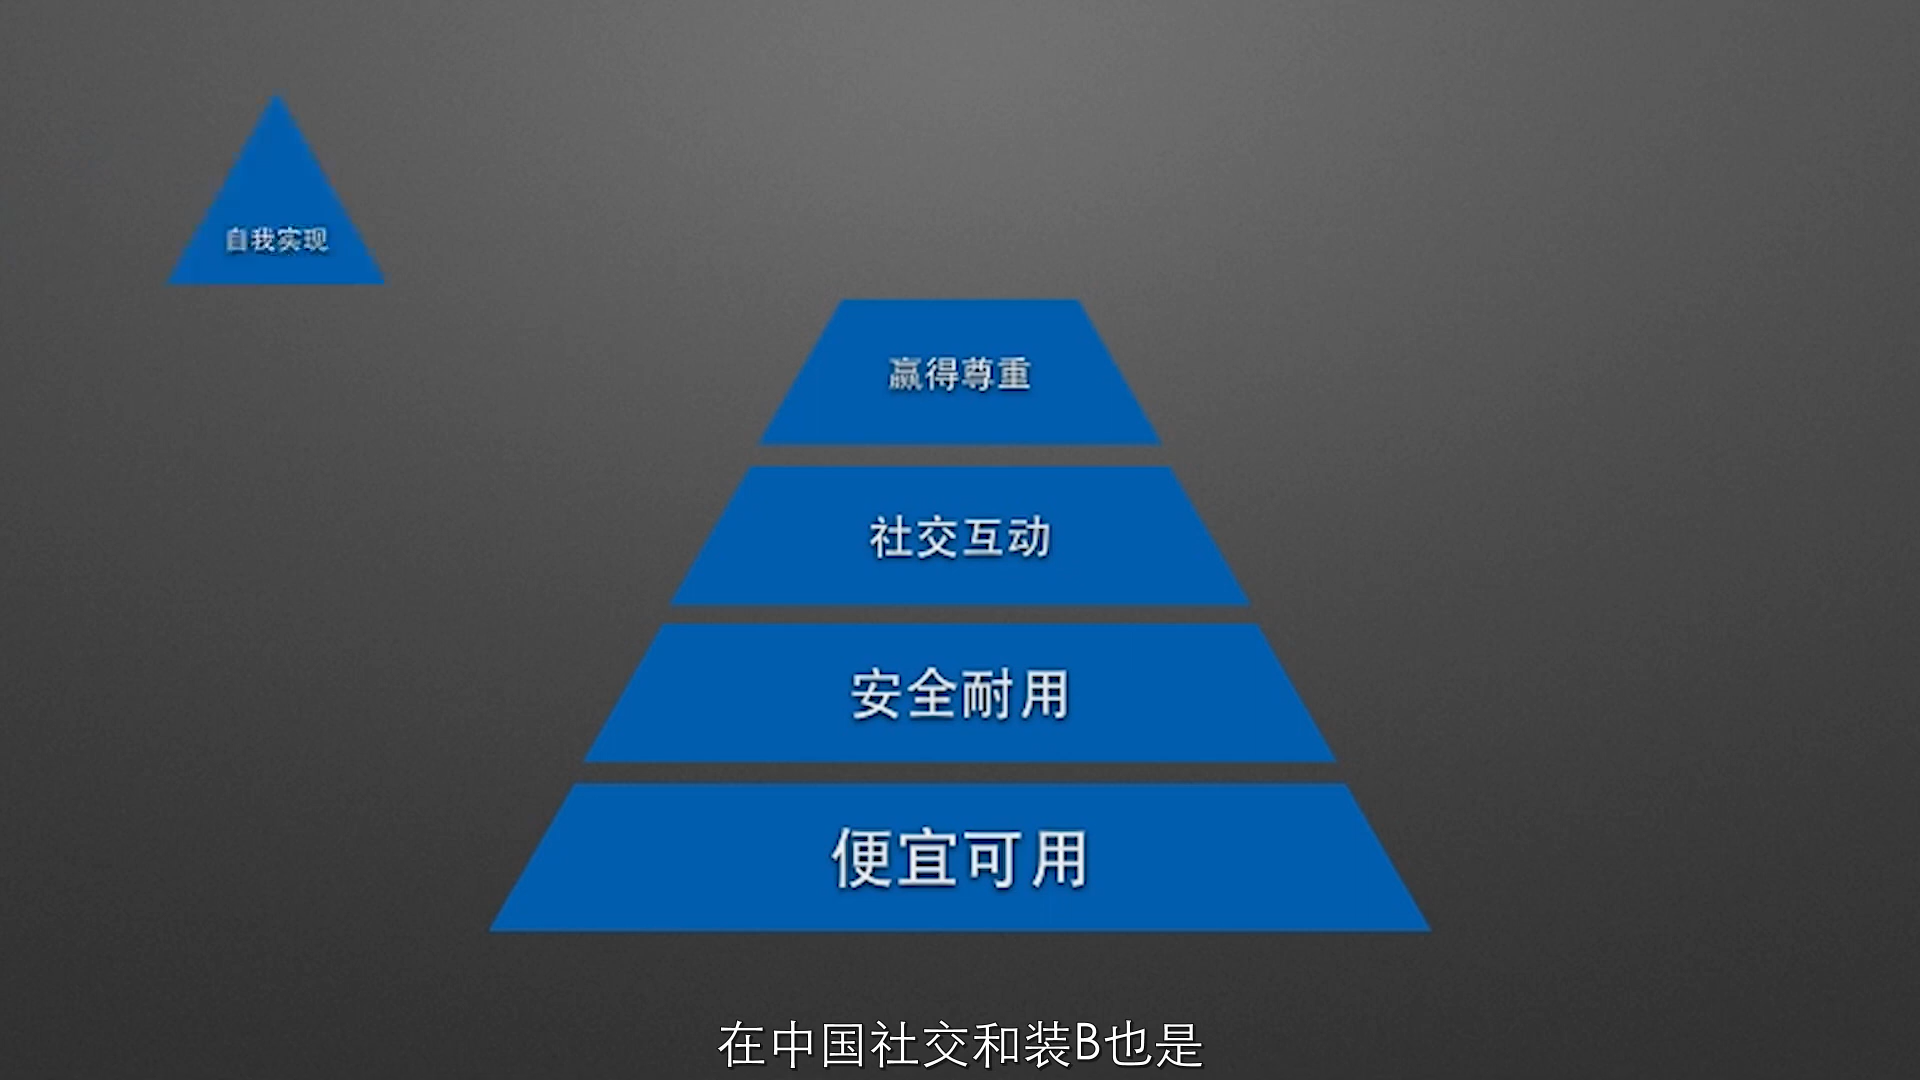 自我实现
赢得尊重
社交互动
安全耐用
便宜可用
在中国社交和装B也是